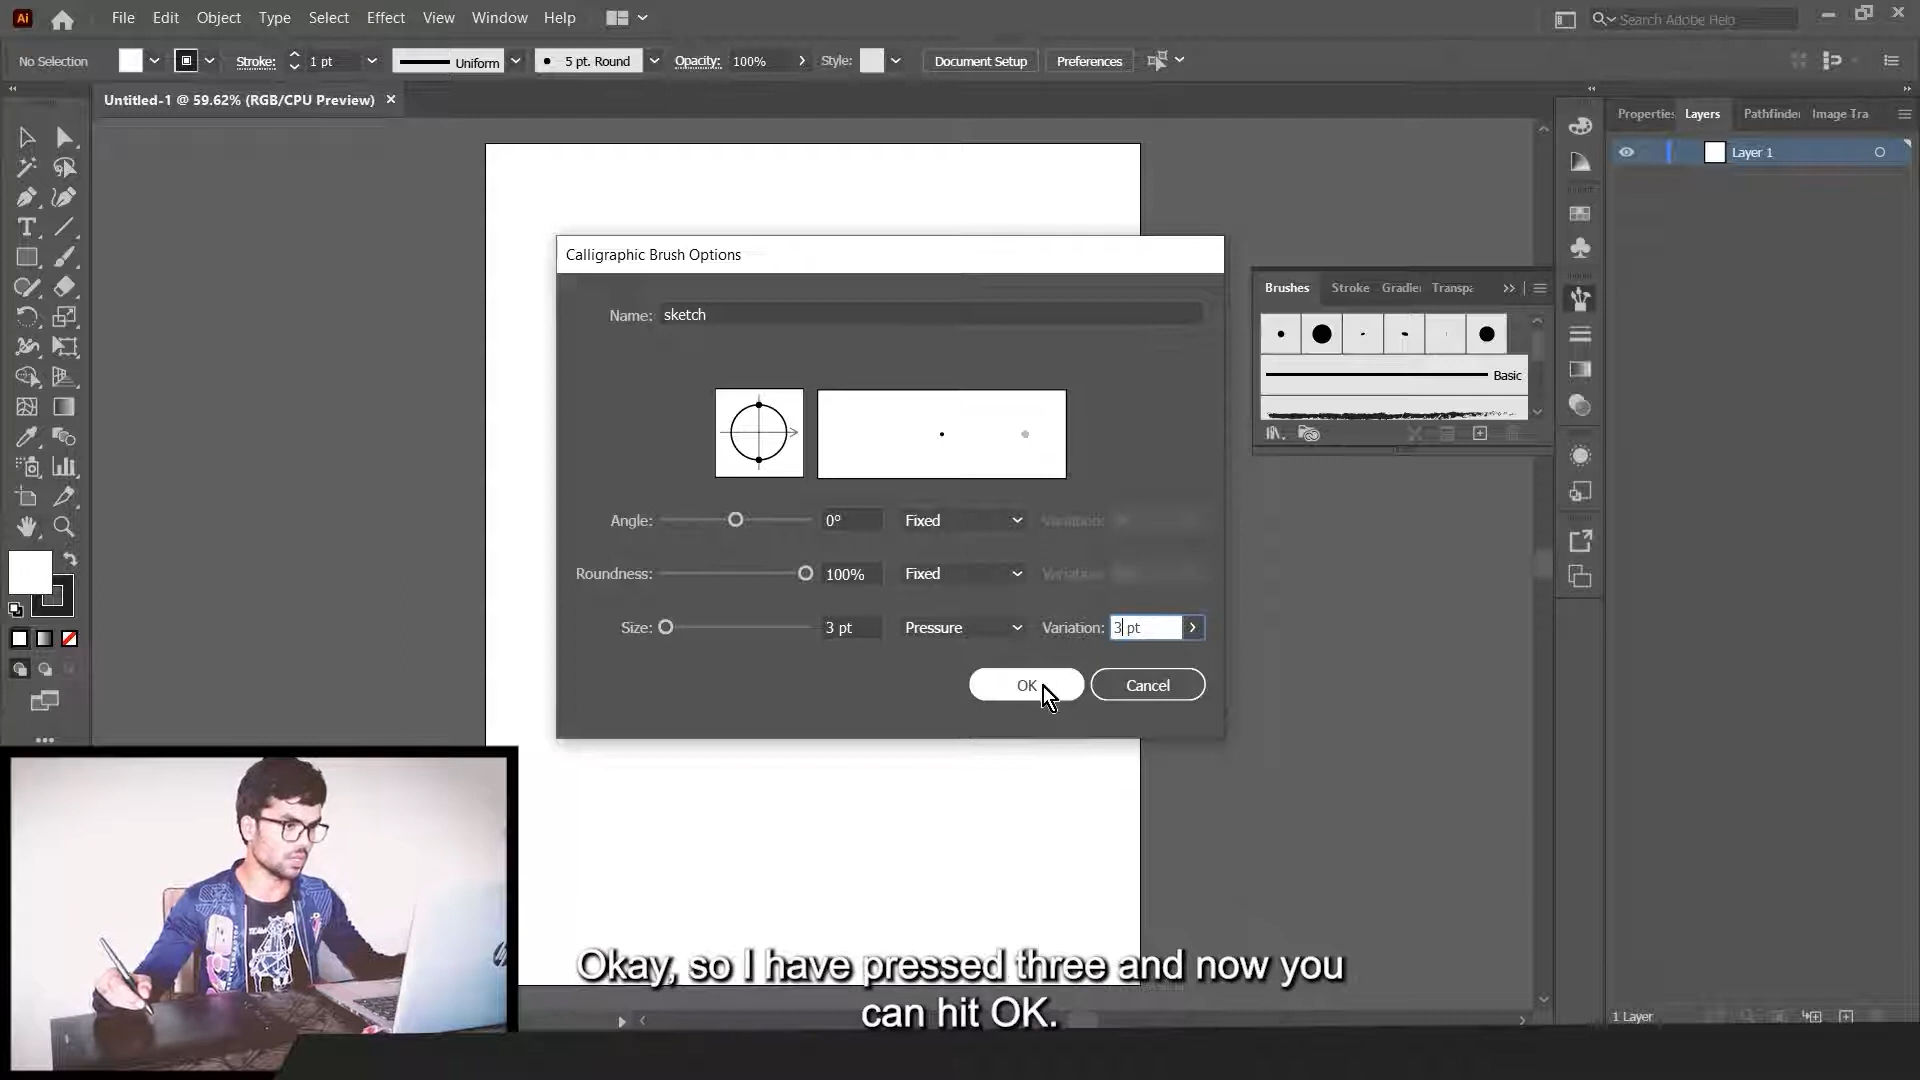 Ai File Edit Object Type Select Effect View Window Help Search Adobe Help
No Selection Stroke: 1 pt Uniform 5 pt. Round Opacity: 100% Style: Document Setup Preferences
Untitled-1 @ 59.62% (RGB/CPU Preview) ×
Properties Layers Pathfinder Image Tra
Layer 1
Calligraphic Brush Options
Name: sketch
Brushes Stroke Gradie Transpa
Basic
Angle: 0° Fixed Variation:
Roundness: 100% Fixed Variation:
Size: 3 pt Pressure Variation: 3 pt
OK Cancel
Okay, so I have pressed three and now you
can hit OK.
1 Layer